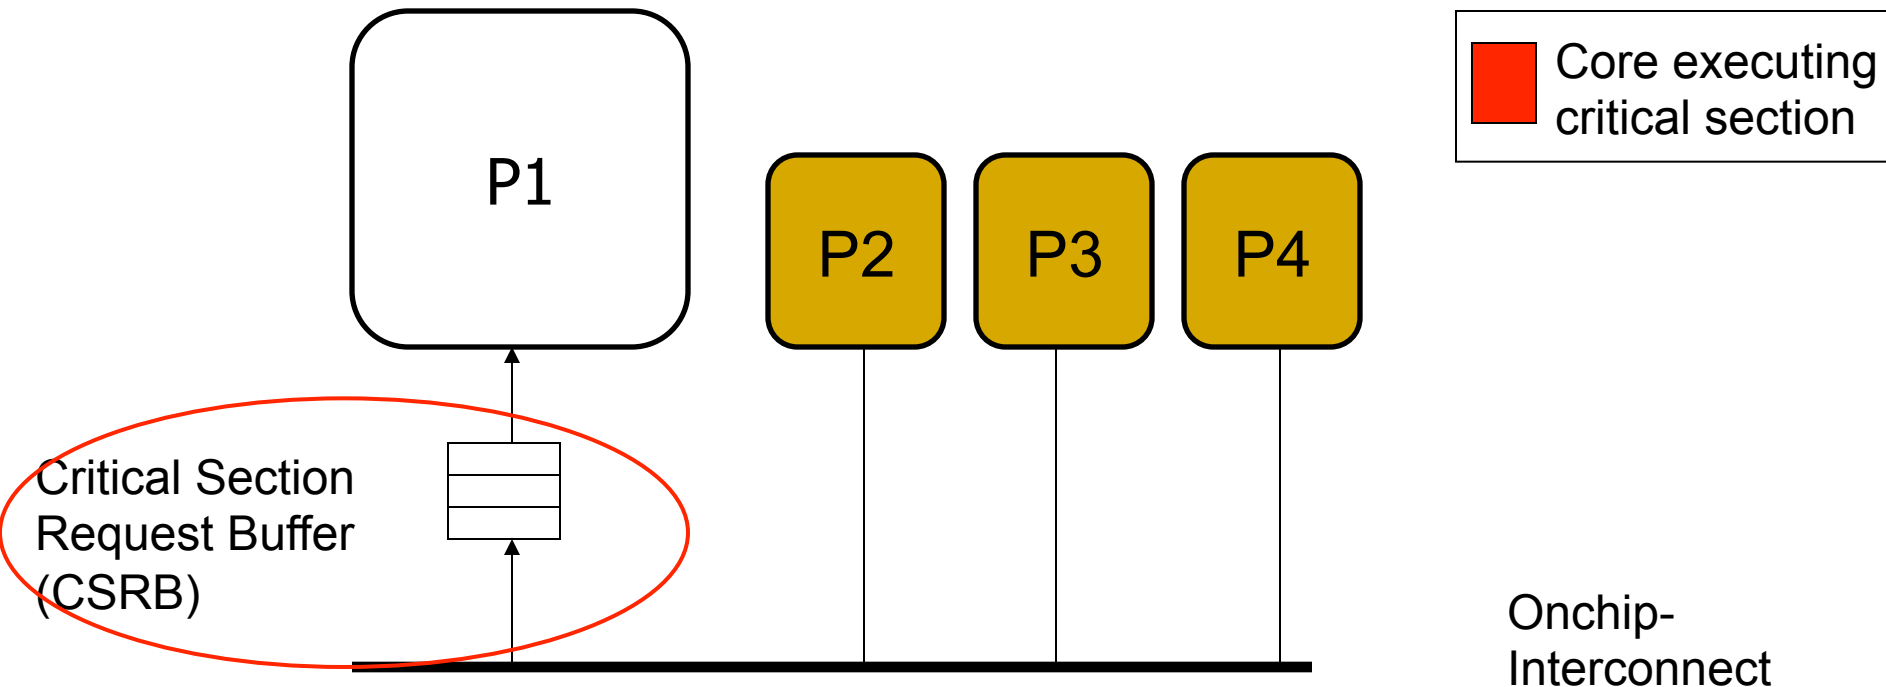 P1
P2
P3
P4
Core executing
critical section
Critical Section
Request Buffer
(CSRB)
Onchip-
Interconnect